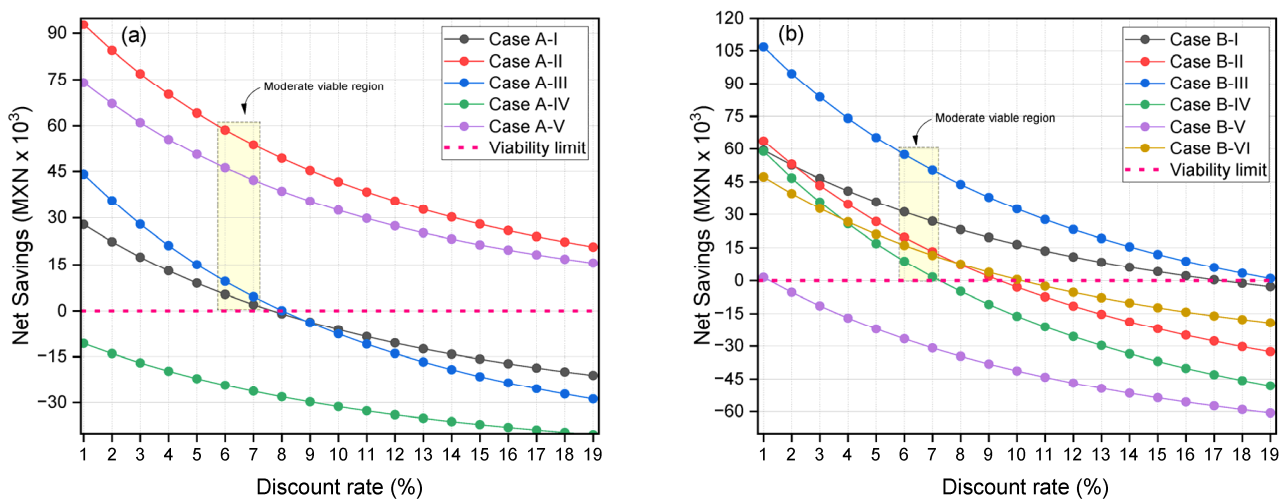 (a)
Case A-I
Case A-II
Case A-III
Case A-IV
Case A-V
Viability limit
Moderate viable region
Net Savings (MXN x 10³)
90
75
60
45
30
15
0
−15
−30
1 2 3 4 5 6 7 8 9 10 11 12 13 14 15 16 17 18 19
Discount rate (%)
(b)
Case B-I
Case B-II
Case B-III
Case B-IV
Case B-V
Case B-VI
Viability limit
Moderate viable region
Net Savings (MXN x 10³)
105
90
75
60
45
30
15
0
−15
−30
−45
−60
1 2 3 4 5 6 7 8 9 10 11 12 13 14 15 16 17 18 19
Discount rate (%)